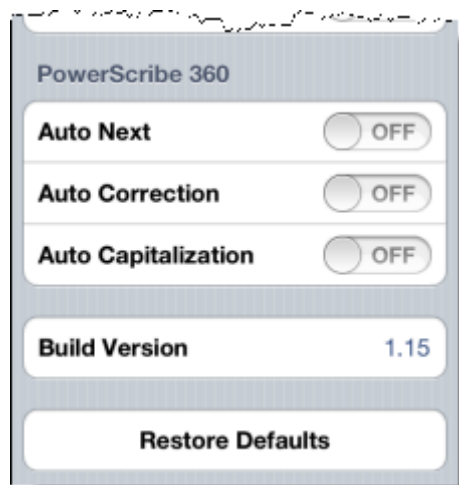 PowerScribe 360
Auto Next OFF
Auto Correction OFF
Auto Capitalization OFF
Build Version 1.15
Restore Defaults